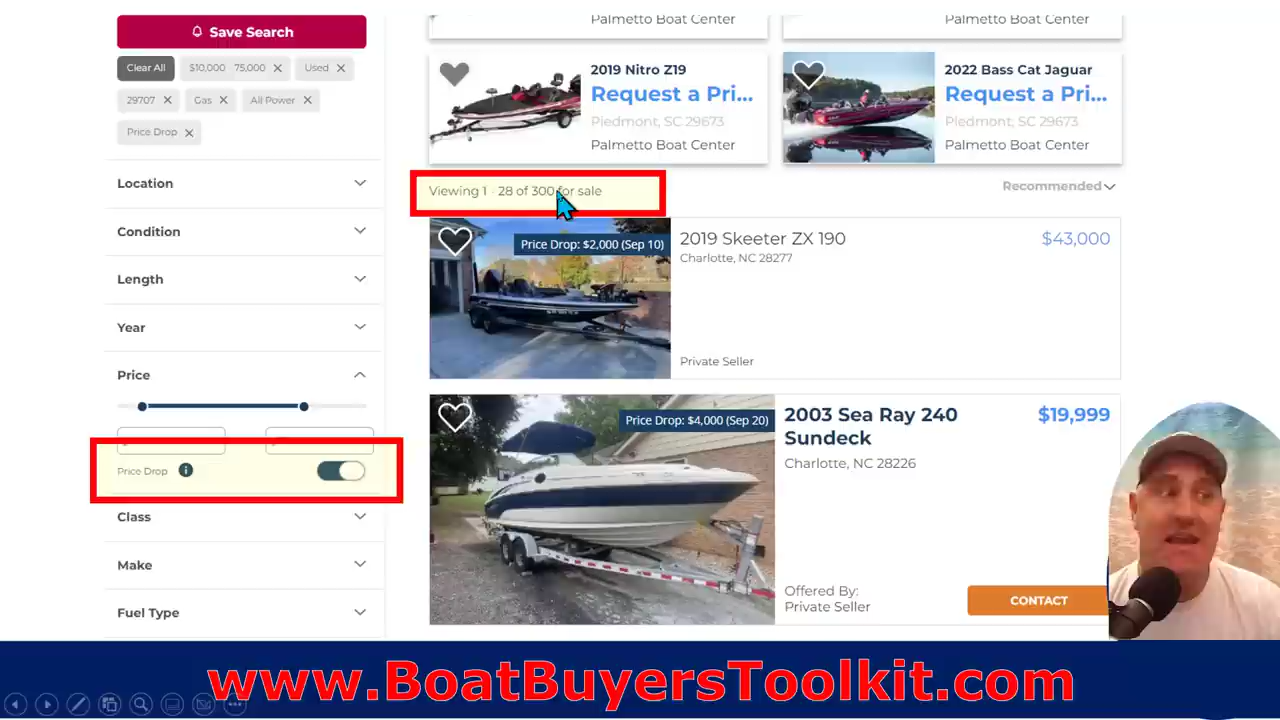 Save Search
Clear All
$10,000 75,000
Used
29707
Gas
All Power
Price Drop
Location
Condition
Length
Year
Price
Price Drop
Class
Make
Fuel Type
Palmetto Boat Center
Palmetto Boat Center
2019 Nitro Z19
Request a Pri...
Piedmont, SC 29673
Palmetto Boat Center
2022 Bass Cat Jaguar
Request a Pri...
Piedmont, SC 29673
Palmetto Boat Center
Viewing 1 - 28 of 300 for sale
Recommended
Price Drop: $2,000 (Sep 10)
2019 Skeeter ZX 190
$43,000
Charlotte, NC 28277
Private Seller
Price Drop: $4,000 (Sep 20)
2003 Sea Ray 240
Sundeck
$19,999
Charlotte, NC 28226
Offered By:
Private Seller
CONTACT
www.BoatBuyersToolkit.com